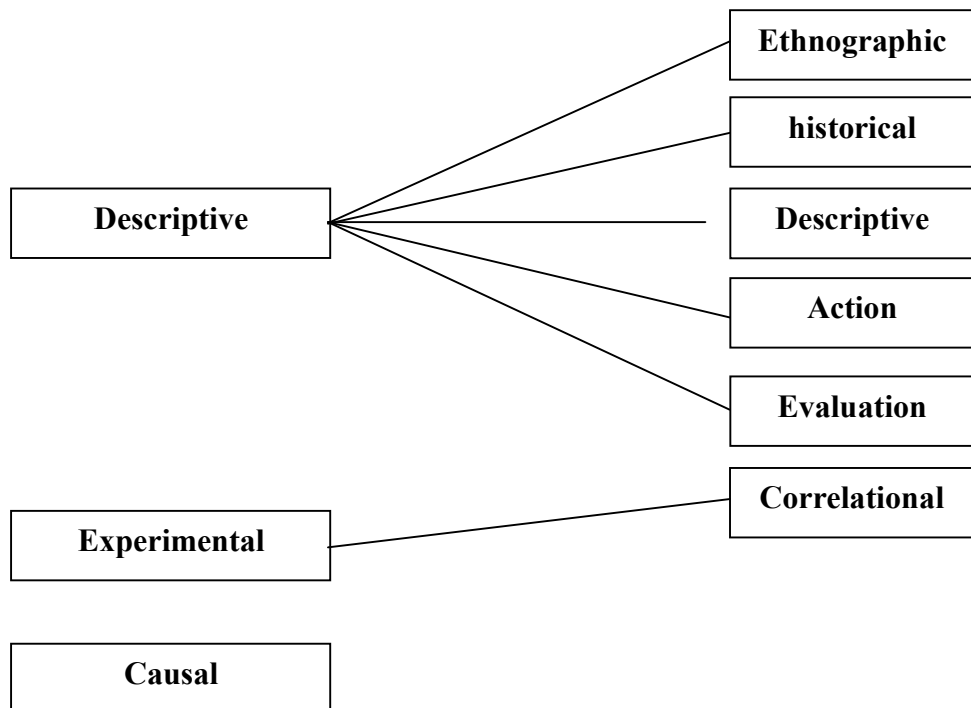 Ethnographic
historical
Descriptive
Descriptive
Action
Evaluation
Correlational
Experimental
Causal